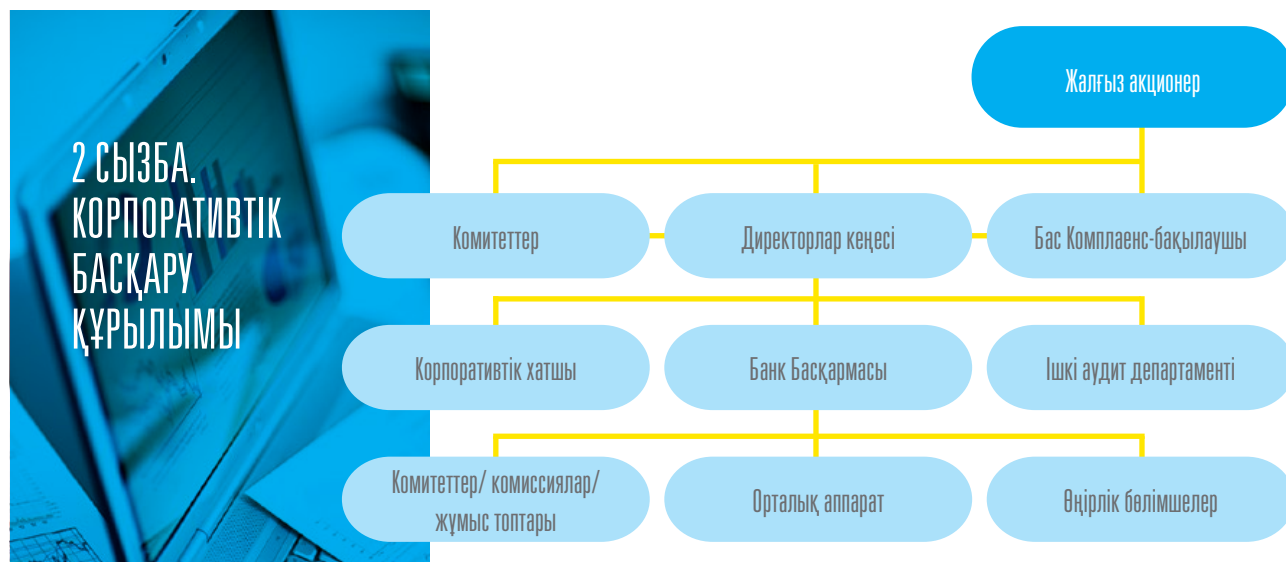 2 СЫЗБА.
КОРПОРАТИВТІК
БАСҚАРУ
ҚҰРЫЛЫМЫ
Жалғыз акционер
Комитеттер
Директорлар кеңесі
Бас Комплаенс-бақылаушы
Корпоративтік хатшы
Банк Басқармасы
Ішкі аудит департаменті
Комитеттер/ комиссиялар/
жұмыс топтары
Орталық аппарат
Өңірлік бөлімшелер